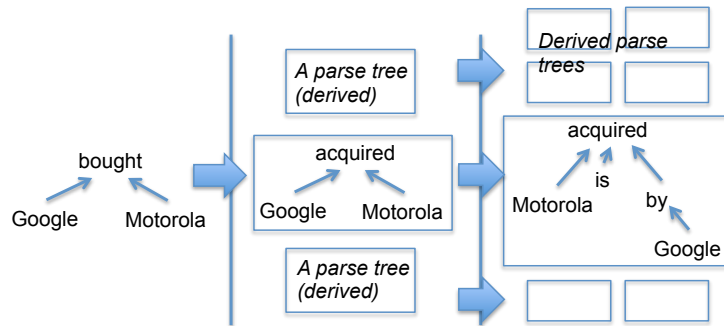 bought
Google
Motorola
A parse tree
(derived)
acquired
Google
Motorola
A parse tree
(derived)
Derived parse
trees
acquired
is
Motorola
by
Google